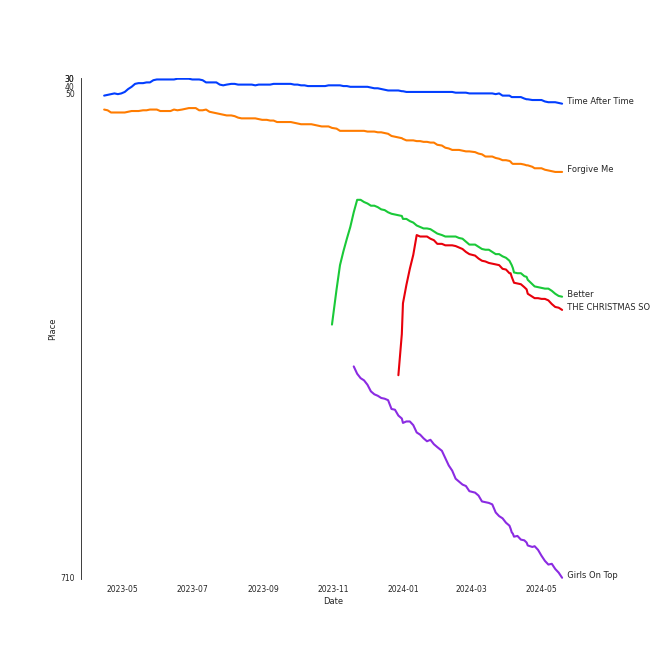 30
40
50
Time After Time
Forgive Me
Better
THE CHRISTMAS SO
Place
710
Girls On Top
2023-05
2023-07
2023-09
2023-11
2024-01
2024-03
2024-05
Date